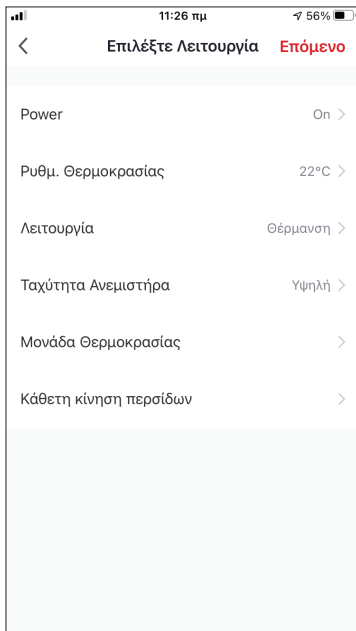 11:26 πμ 56%
Επιλέξτε Λειτουργία Επόμενο
Power On
Ρυθμ. Θερμοκρασίας 22°C
Λειτουργία Θέρμανση
Ταχύτητα Ανεμιστήρα Υψηλή
Μονάδα Θερμοκρασίας
Κάθετη κίνηση περσίδων